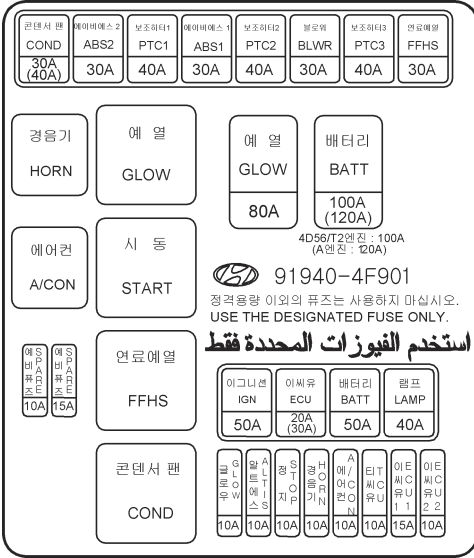 콘덴서 팬
COND
30A
(40A)
에이비에스 2
ABS2
30A
보조히터1
PTC1
40A
에이비에스 1
ABS1
30A
보조히터2
PTC2
40A
블로워
BLWR
30A
보조히터3
PTC3
40A
연료예열
FFHS
30A
경음기
HORN
예 열
GLOW
예 열
GLOW
80A
배터리
BATT
100A
(120A)
4D56/T2엔진 : 100A
(A엔진 : 120A)
에어컨
A/CON
시 동
START
91940-4F901
정격용량 이외의 퓨즈는 사용하지 마십시오.
USE THE DESIGNATED FUSE ONLY.
استخدم الفيوزات المحددة فقط
예비퓨즈
SPARE
10A
예비퓨즈
SPARE
15A
연료예열
FFHS
이그니션
IGN
50A
이씨유
ECU
20A
(30A)
배터리
BATT
50A
램프
LAMP
40A
콘덴서 팬
COND
글로우
GLOW
10A
알트에스
ALT S
10A
정지
STOP
10A
경음기
HORN
10A
에어컨
A/CON
10A
티씨유
TCU
10A
이씨유1
ECU1
15A
이씨유2
ECU2
10A